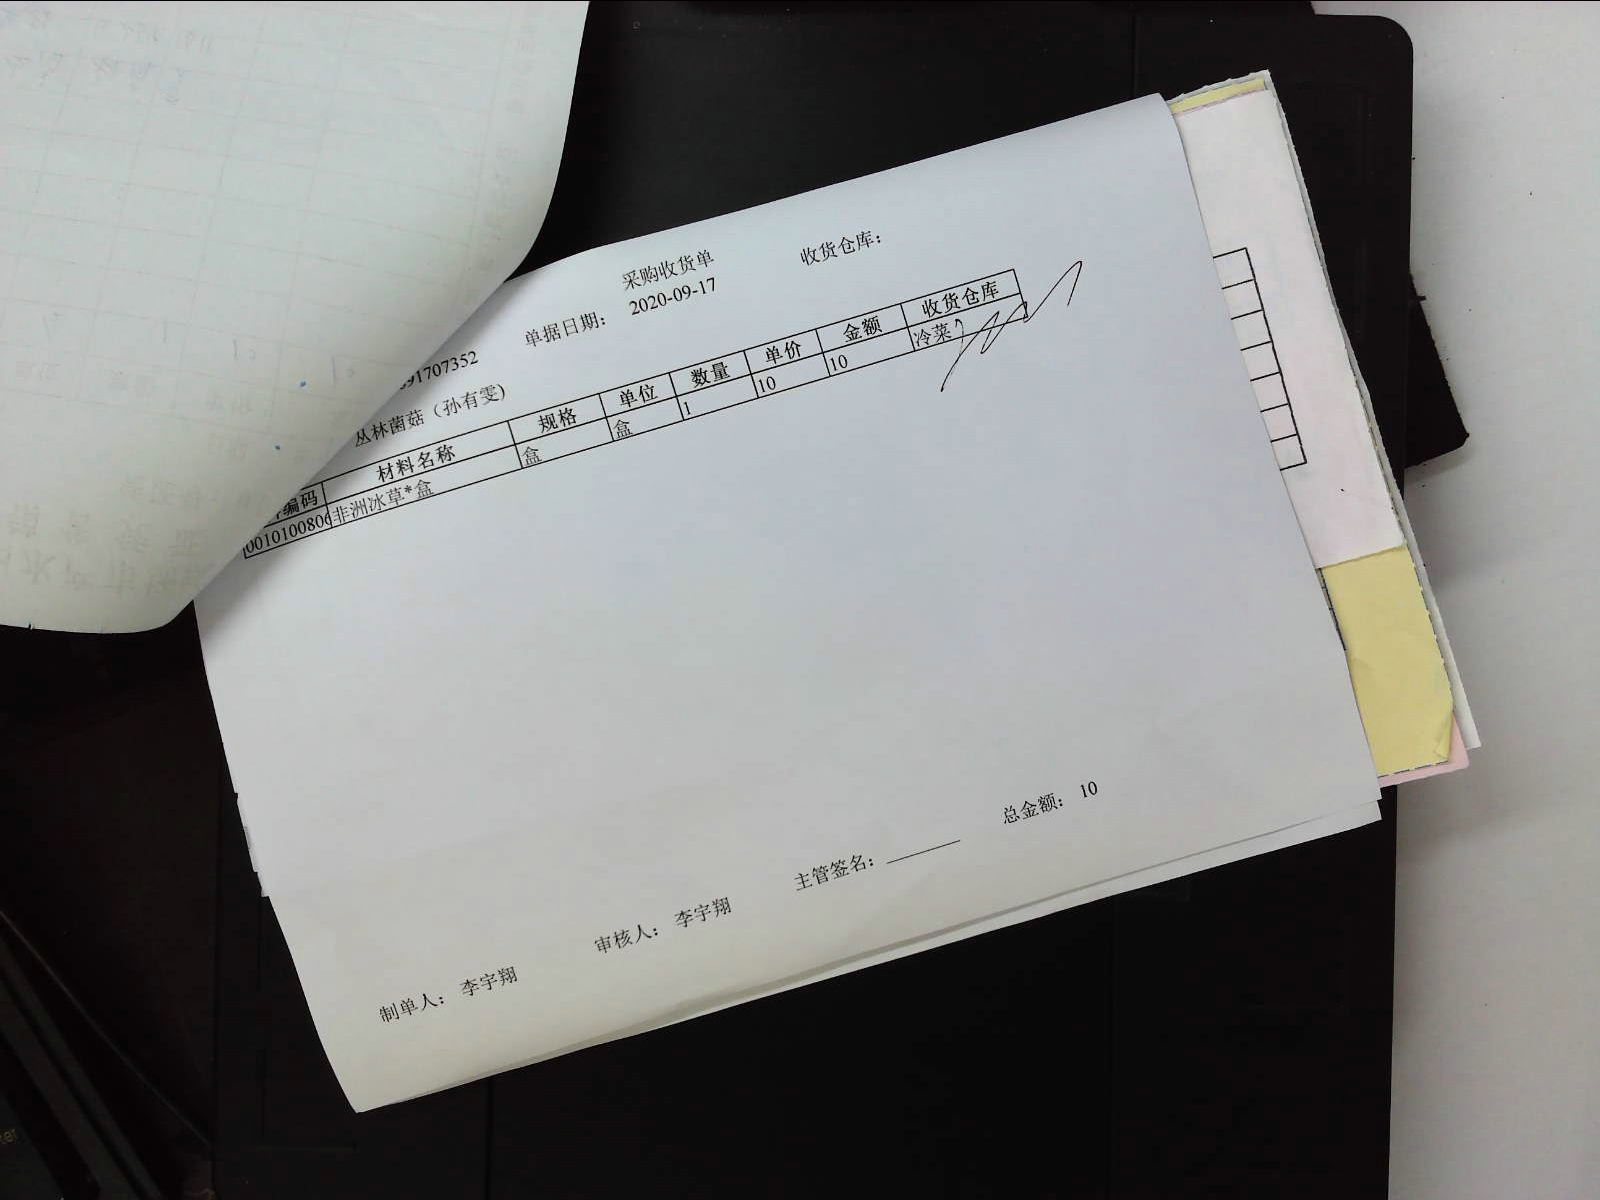 采购收货单
收货仓库：
单据日期： 2020-09-17
91707352
丛林菌菇（孙有雯)
编码 材料名称 规格 单位 数量 单价 金额 收货仓库
0010100806 非洲冰草*盒 盒 盒 1 10 10 冷菜
总金额： 10
主管签名：
审核人： 李宇翔
制单人： 李宇翔